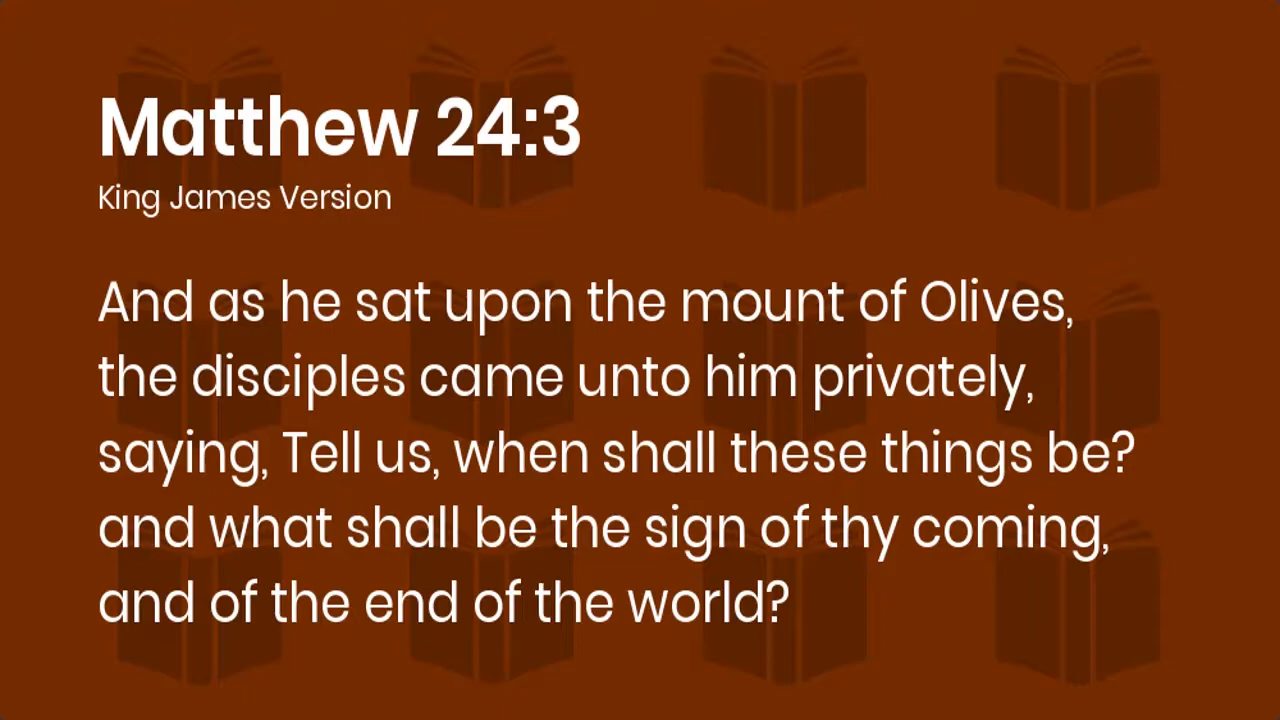 Matthew 24:3
King James Version
And as he sat upon the mount of Olives,
the disciples came unto him privately,
saying, Tell us, when shall these things be?
and what shall be the sign of thy coming,
and of the end of the world?